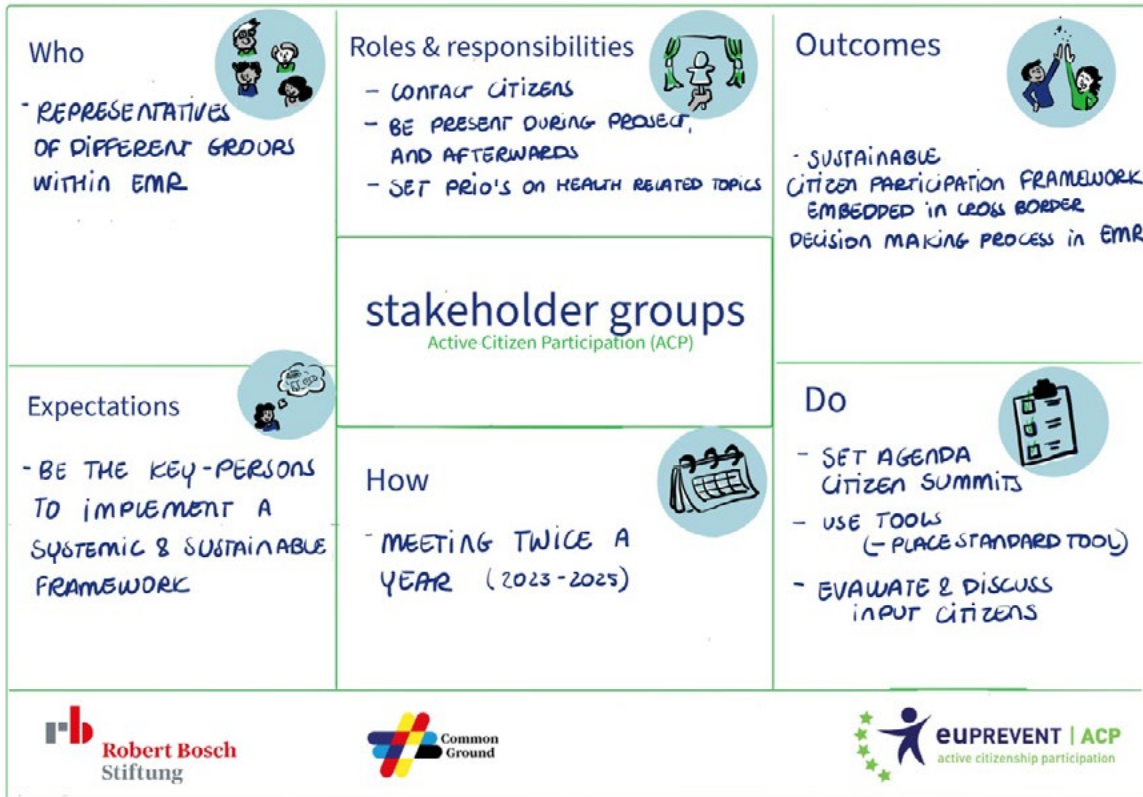 Who
- REPRESENTATIVES
OF DIFFERENT GROUPS
WITHIN EMR
Roles & responsibilities
- CONTACT CITIZENS
- BE PRESENT DURING PROJECT,
AND AFTERWARDS
- SET PRIO'S ON HEALTH RELATED TOPICS
Outcomes
- SUSTAINABLE
CITIZEN PARTICIPATION FRAMEWORK
EMBEDDED IN CROSS BORDER
DECISION MAKING PROCESS IN EMR
stakeholder groups
Active Citizen Participation (ACP)
Expectations
- BE THE KEY-PERSONS
TO IMPLEMENT A
SYSTEMIC & SUSTAINABLE
FRAMEWORK
How
- MEETING TWICE A
YEAR (2023-2025)
Do
- SET AGENDA
CITIZEN SUMMITS
- USE TOOLS
(- PLACE STANDARD TOOL)
- EVALUATE & DISCUSS
INPUT CITIZENS
rb
Robert Bosch
Stiftung
Common
Ground
euPREVENT | ACP
active citizenship participation